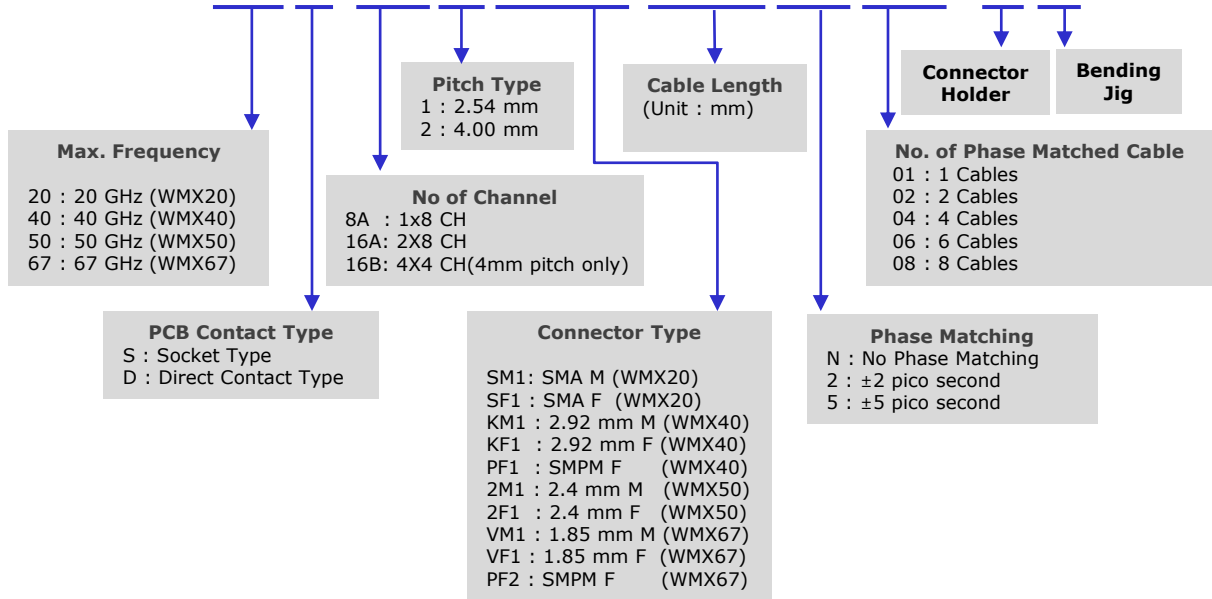 Connector
Holder
Bending
Jig
Pitch Type
1 : 2.54 mm
2 : 4.00 mm
Cable Length
(Unit : mm)
Max. Frequency
20 : 20 GHz (WMX20)
40 : 40 GHz (WMX40)
50 : 50 GHz (WMX50)
67 : 67 GHz (WMX67)
No of Channel
8A : 1x8 CH
16A: 2X8 CH
16B: 4X4 CH(4mm pitch only)
No. of Phase Matched Cable
01 : 1 Cables
02 : 2 Cables
04 : 4 Cables
06 : 6 Cables
08 : 8 Cables
PCB Contact Type
S : Socket Type
D : Direct Contact Type
Connector Type
SM1: SMA M (WMX20)
SF1 : SMA F (WMX20)
KM1 : 2.92 mm M (WMX40)
KF1 : 2.92 mm F (WMX40)
PF1 : SMPM F (WMX40)
2M1 : 2.4 mm M (WMX50)
2F1 : 2.4 mm F (WMX50)
VM1 : 1.85 mm M (WMX67)
VF1 : 1.85 mm F (WMX67)
PF2 : SMPM F (WMX67)
Phase Matching
N : No Phase Matching
2 : ±2 pico second
5 : ±5 pico second